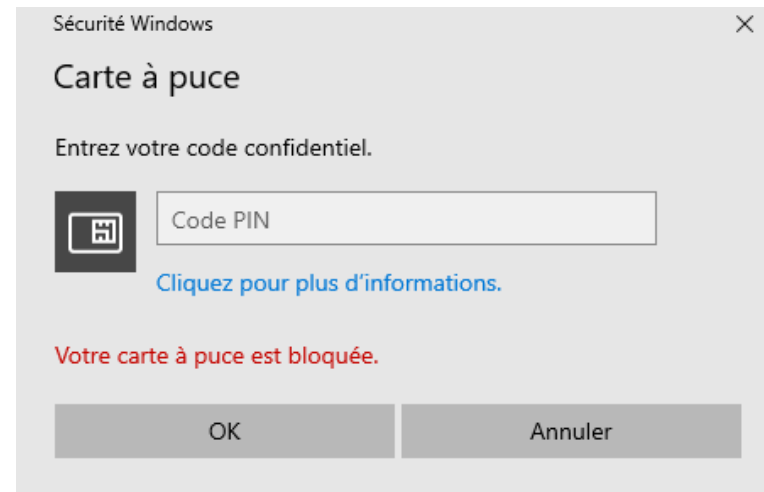 Sécurité Windows
Carte à puce
Entrez votre code confidentiel.
Code PIN
Cliquez pour plus d’informations.
Votre carte à puce est bloquée.
OK
Annuler